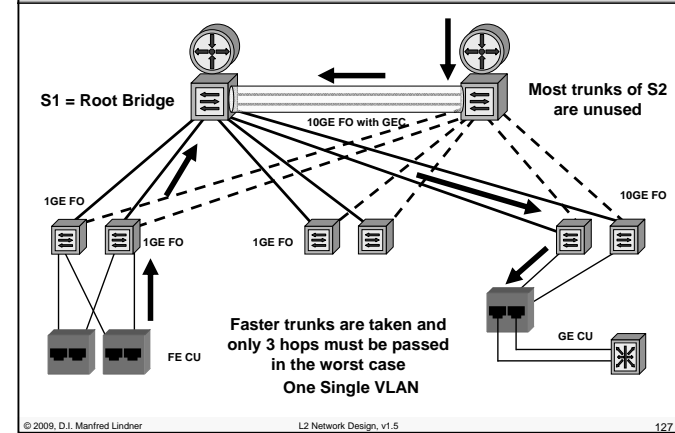 S1 = Root Bridge
Most trunks of S2
are unused
10GE FO with GEC
1GE FO
10GE FO
1GE FO
1GE FO
Faster trunks are taken and
only 3 hops must be passed
in the worst case
One Single VLAN
FE CU
GE CU
© 2009, D.I. Manfred Lindner
L2 Network Design, v1.5
127